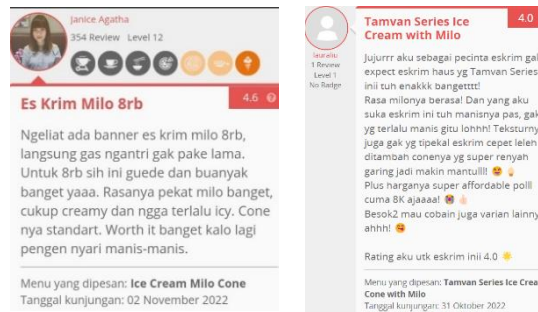 Janice Agatha
354 Review Level 12
Es Krim Milo 8rb
4.6
Ngeliat ada banner es krim milo 8rb,
langsung gas ngantri gak pake lama.
Untuk 8rb sih ini guede dan buanyak
banget yaaa. Rasanya pekat milo banget,
cukup creamy dan ngga terlalu icy. Cone
nya standart. Worth it banget kalo lagi
pengen nyari manis-manis.
Menu yang dipesan: Ice Cream Milo Cone
Tanggal kunjungan: 02 November 2022
1 Review
Level 1
No Badge
Tamvan Series Ice
Cream with Milo
4.0
Jujurrr aku sebagai pecinta eskrim gak
expect eskrim haus yg Tamvan Series
inii tuh enakkk bangetttt!
Rasa milonya berasa! Dan yang aku
suka eskrim ini tuh manisnya pas, gak
yg terlalu manis gitu lohhh! Teksturny
juga gak yg tipekal eskrim cepet leleh
ditambah conenya yg super renyah
garing jadi makin mantulll! 🤩 👍
Plus harganya super affordable polll
cuma 8K ajaaaa!
Besok2 mau cobain juga varian lainny
ahhh!
Rating aku utk eskrim inii 4.0
Menu yang dipesan: Tamvan Series Ice Crea
Cone with Milo
Tanggal kunjungan: 31 Oktober 2022